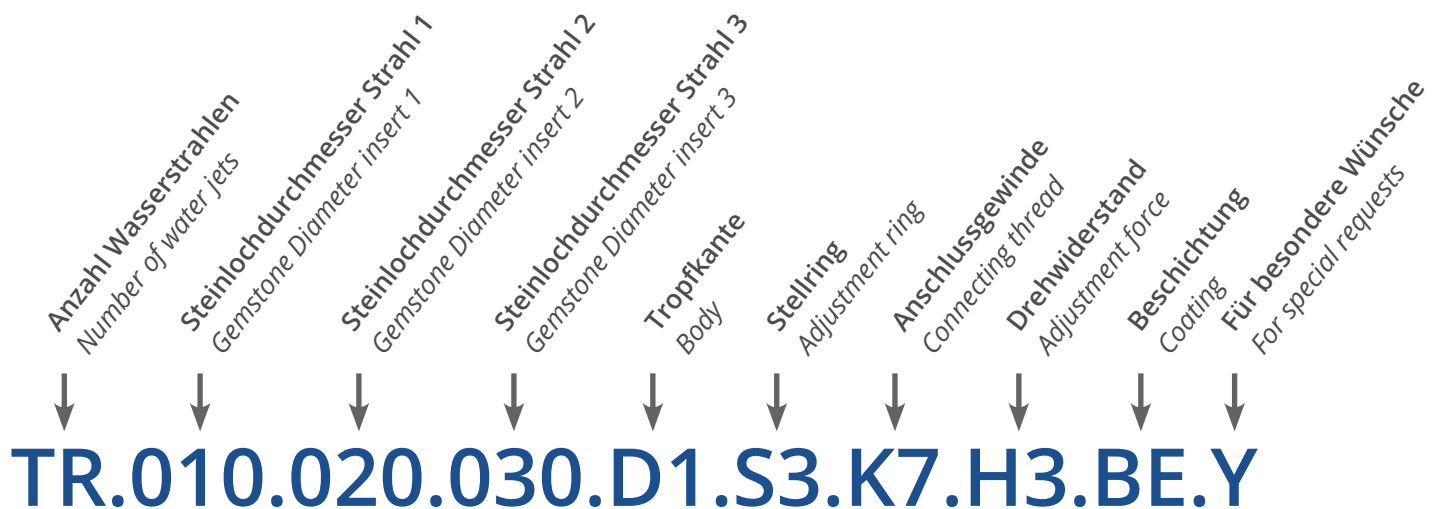 Anzahl Wasserstrahlen
Number of water jets
Steinlochdurchmesser Strahl 1
Gemstone Diameter insert 1
Steinlochdurchmesser Strahl 2
Gemstone Diameter insert 2
Steinlochdurchmesser Strahl 3
Gemstone Diameter insert 3
Tropfkante
Body
Stellring
Adjustment ring
Anschlussgewinde
Connecting thread
Drehwiderstand
Adjustment force
Beschichtung
Coating
Für besondere Wünsche
For special requests
TR.010.020.030.D1.S3.K7.H3.BE.Y